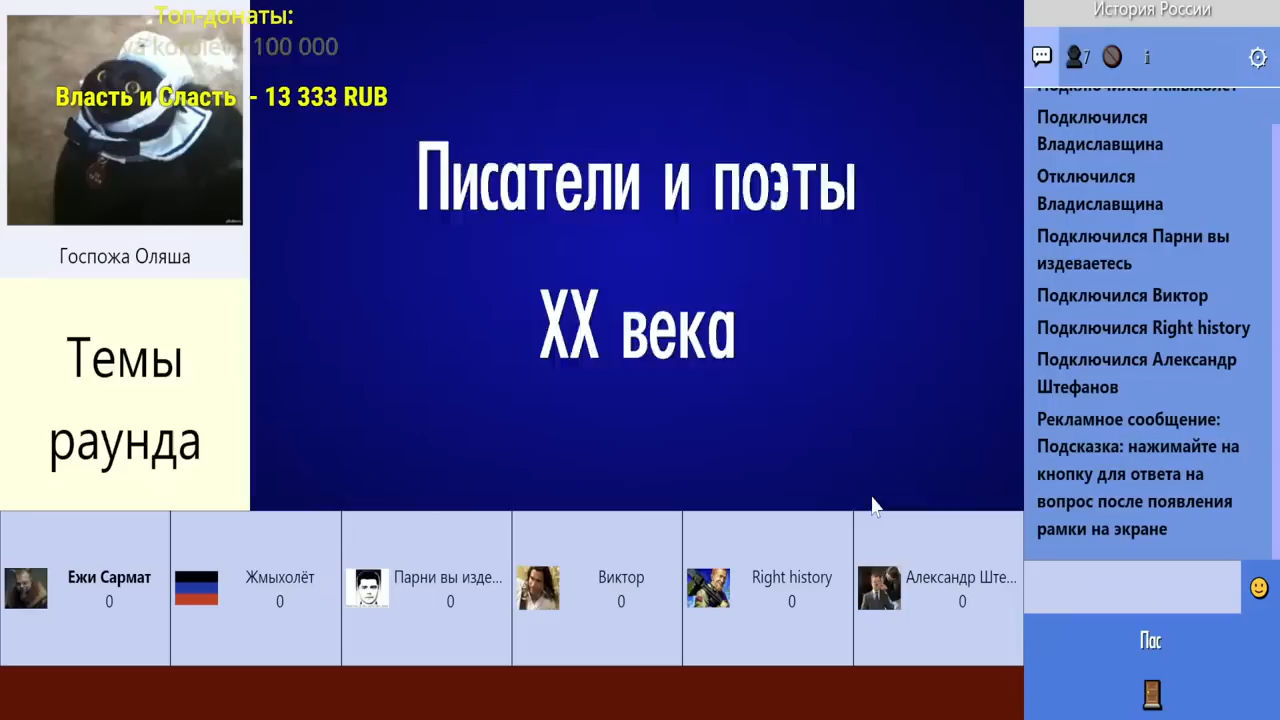 Топ-донаты:
100 000
Власть и Сласть - 13 333 RUB
Госпожа Оляша
Темы
раунда
Писатели и поэты
XX века
Ежи Сармат
0
Жмыхолёт
0
Парни вы изде...
0
Виктор
0
Right history
0
Александр Ште...
0
История России
7
i
Подключился Жмыхолёт
Подключился
Владиславщина
Отключился
Владиславщина
Подключился Парни вы
издеваетесь
Подключился Виктор
Подключился Right history
Подключился Александр
Штефанов
Рекламное сообщение:
Подсказка: нажимайте на
кнопку для ответа на
вопрос после появления
рамки на экране
Пас